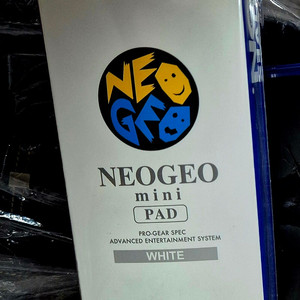 NEO
GEO
NEOGEO
mini
PAD
PRO-GEAR SPEC
ADVANCED ENTERTAINMENT SYSTEM
WHITE